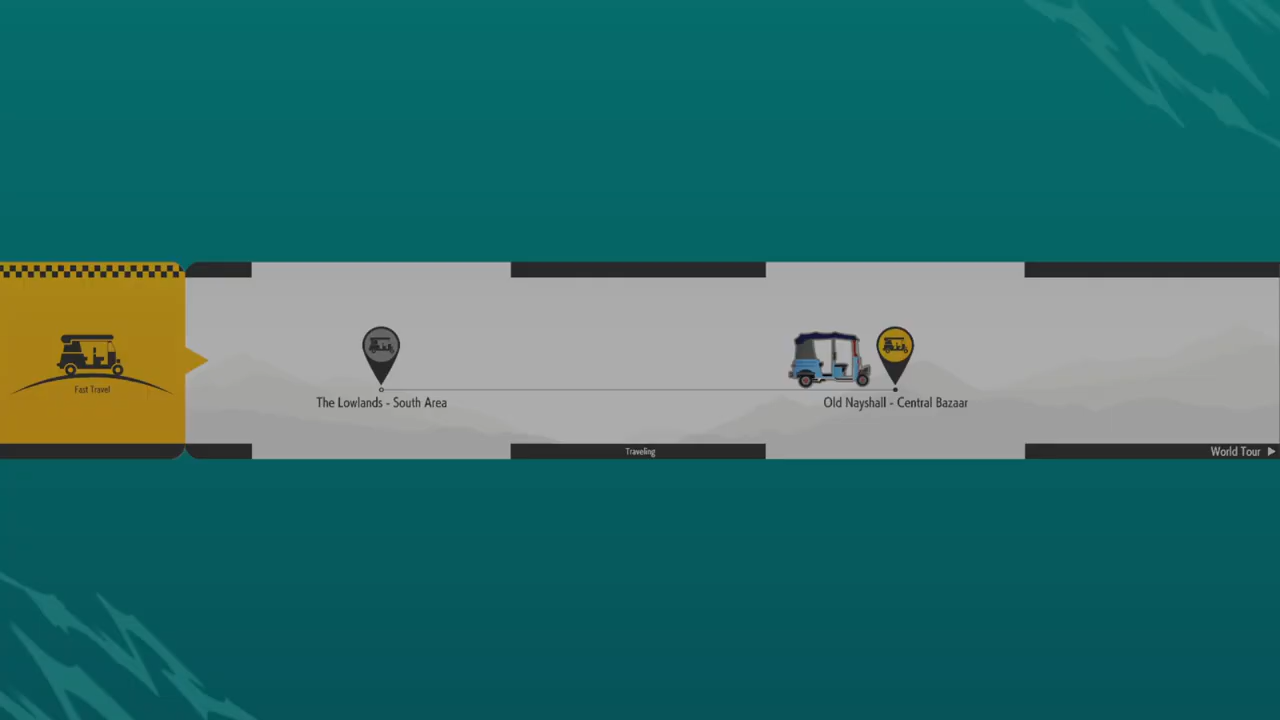 Fast Travel
The Lowlands - South Area
Old Nayshall - Central Bazaar
Traveling
World Tour